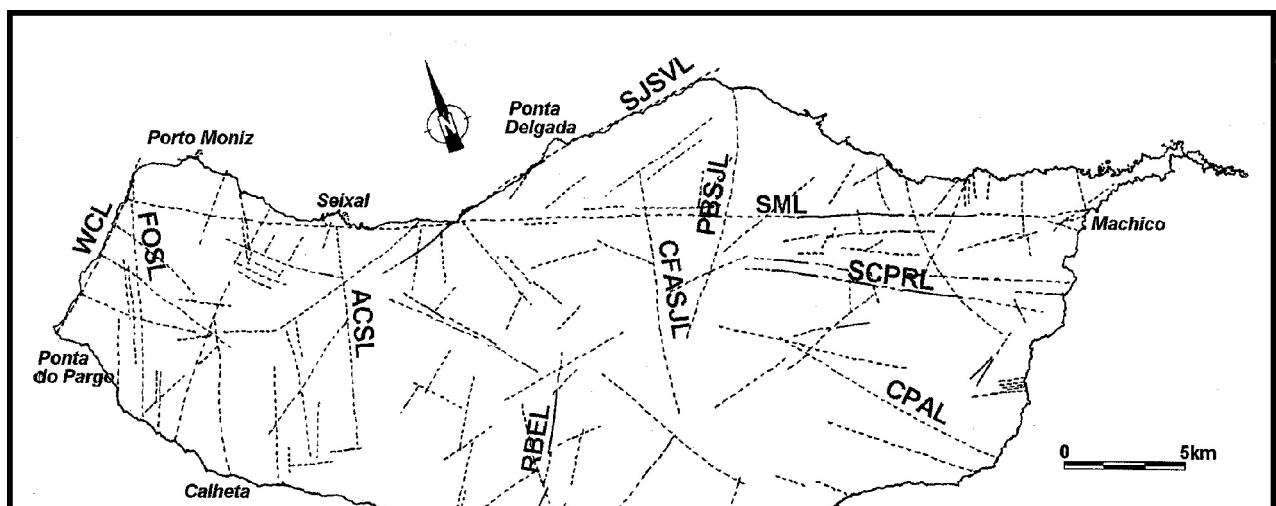 SJSVL
Ponta
Delgada
N
Porto Moniz
Seixal
WCL
FOSL
PBSJL
SML
Machico
CFASJL
SCPRL
ACSL
Ponta
do Pargo
CPAL
RBEL
0 5km
Calheta